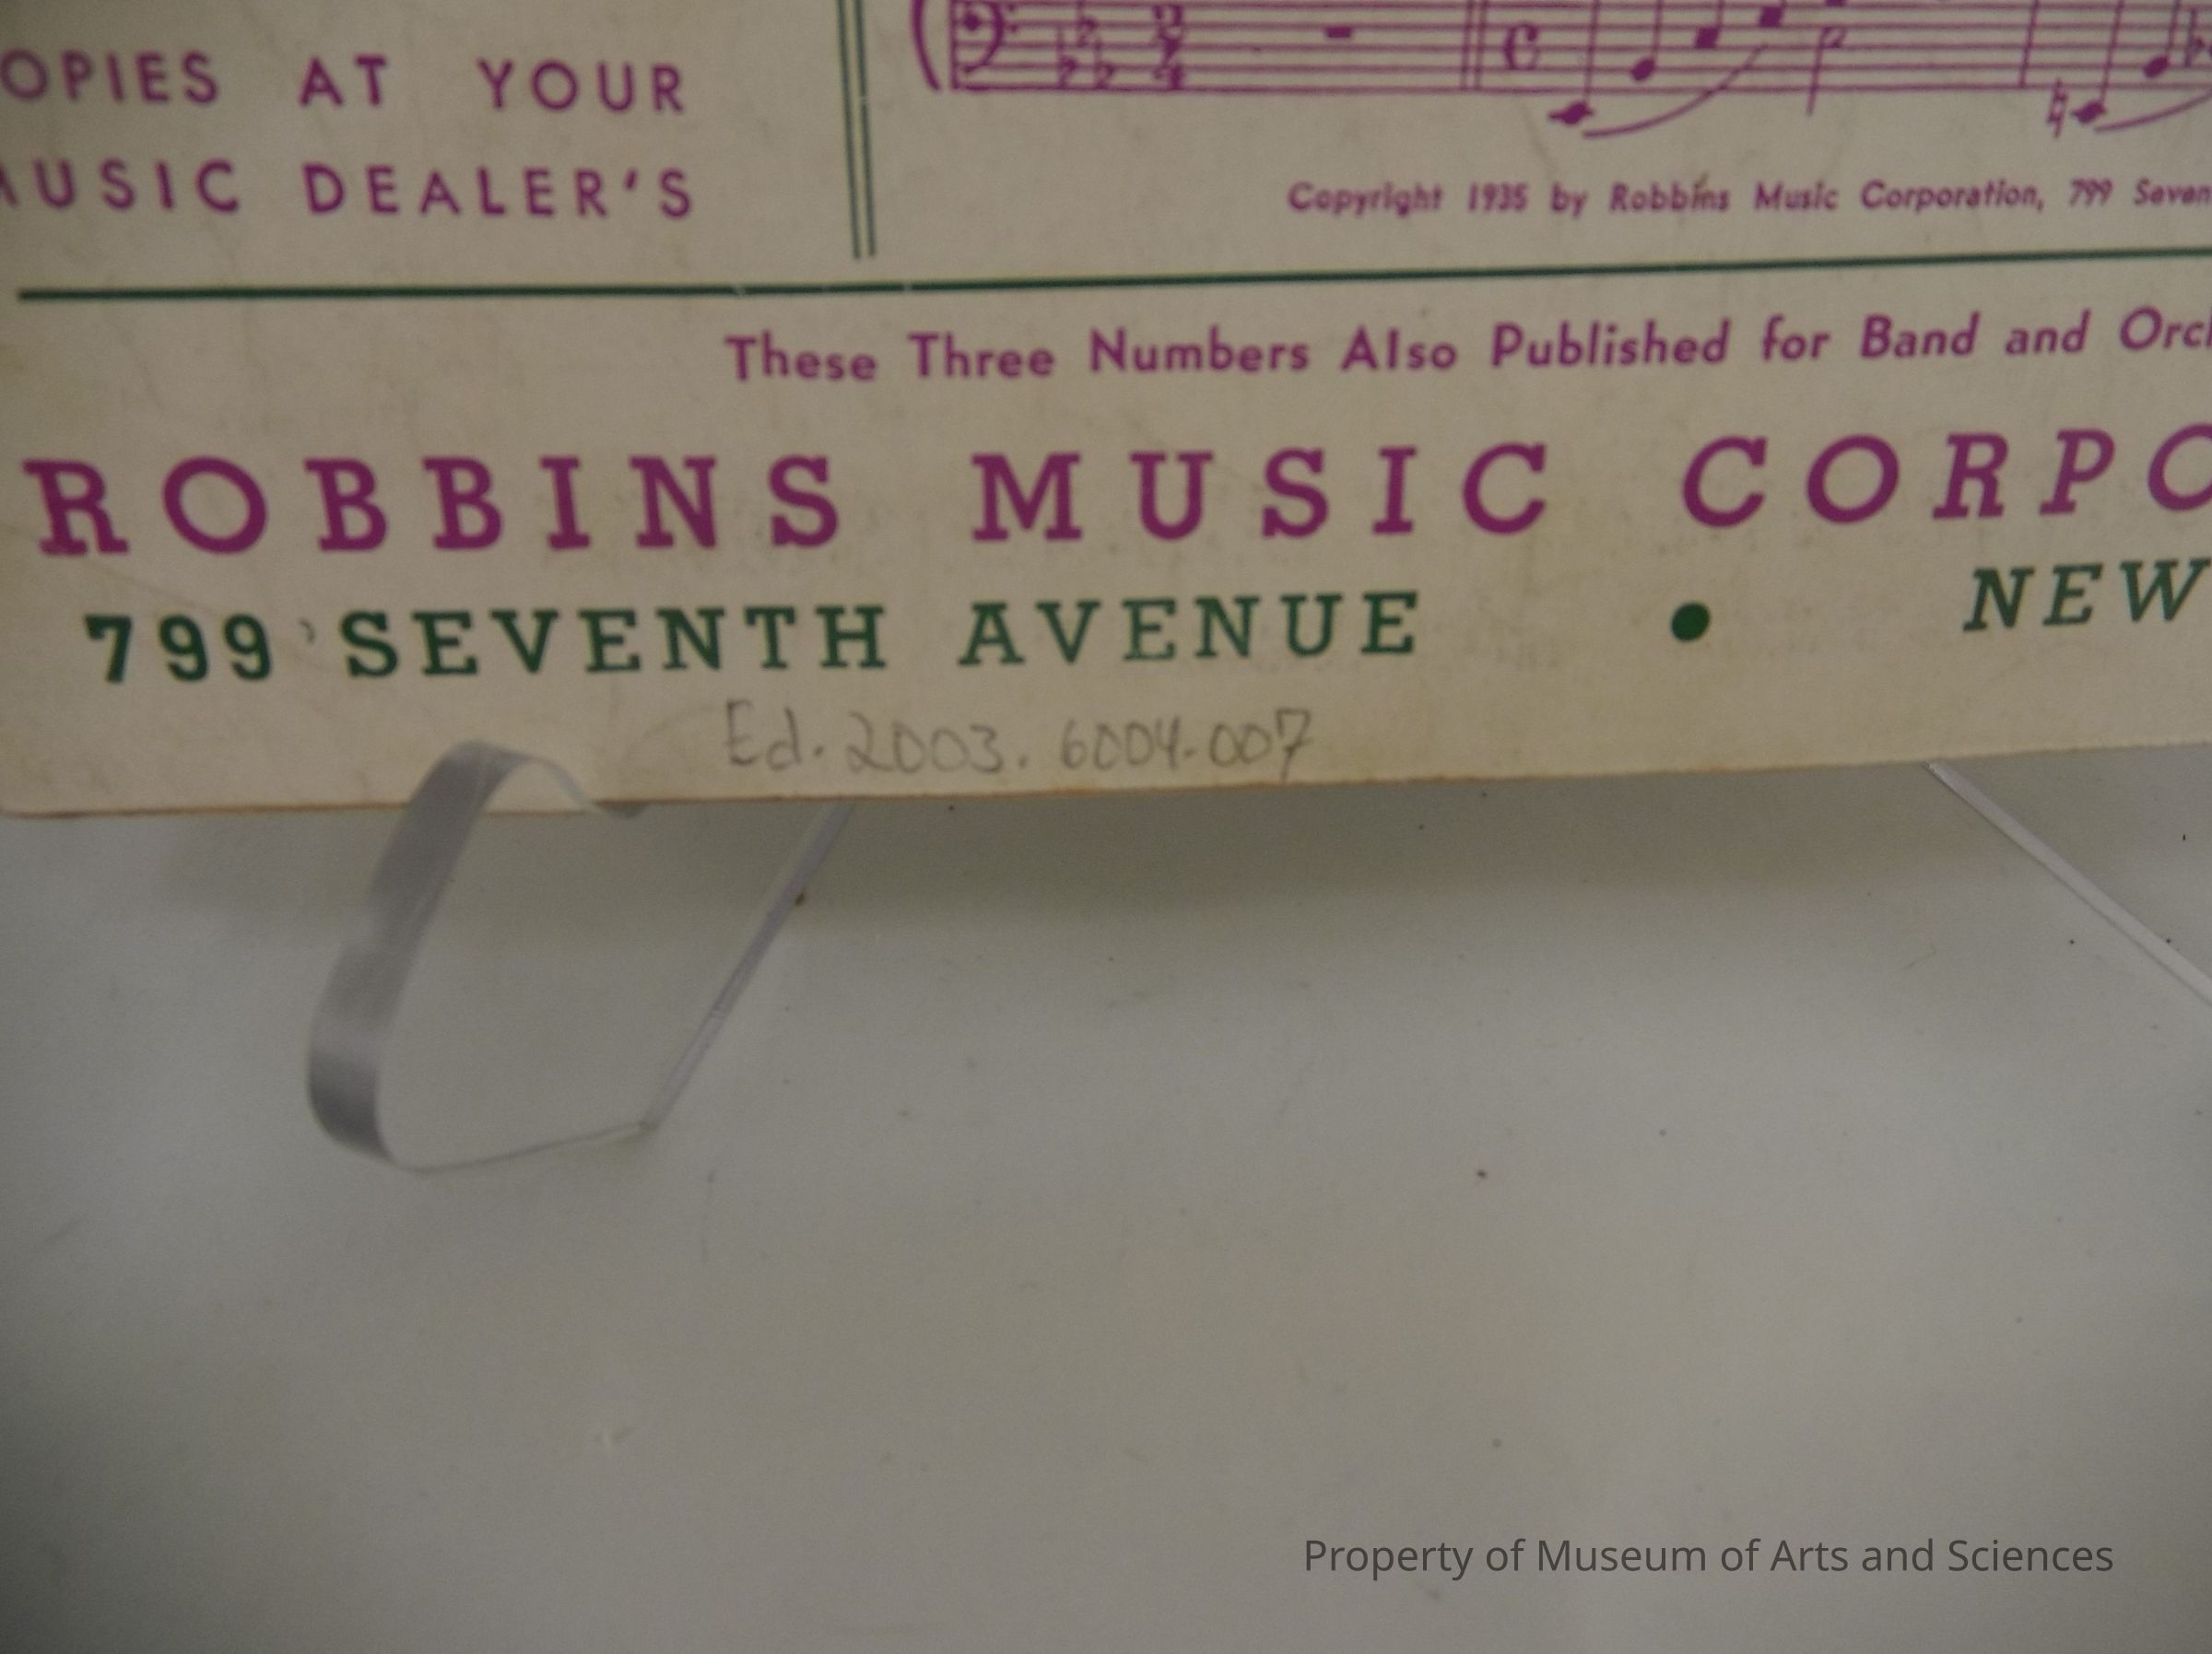 OPIES AT YOUR
MUSIC DEALER'S
Copyright 1935 by Robbins Music Corporation, 799 Seven
These Three Numbers Also Published for Band and Orch
ROBBINS MUSIC CORPO
799 SEVENTH AVENUE • NEW
Ed. 2003. 6004.007
Property of Museum of Arts and Sciences